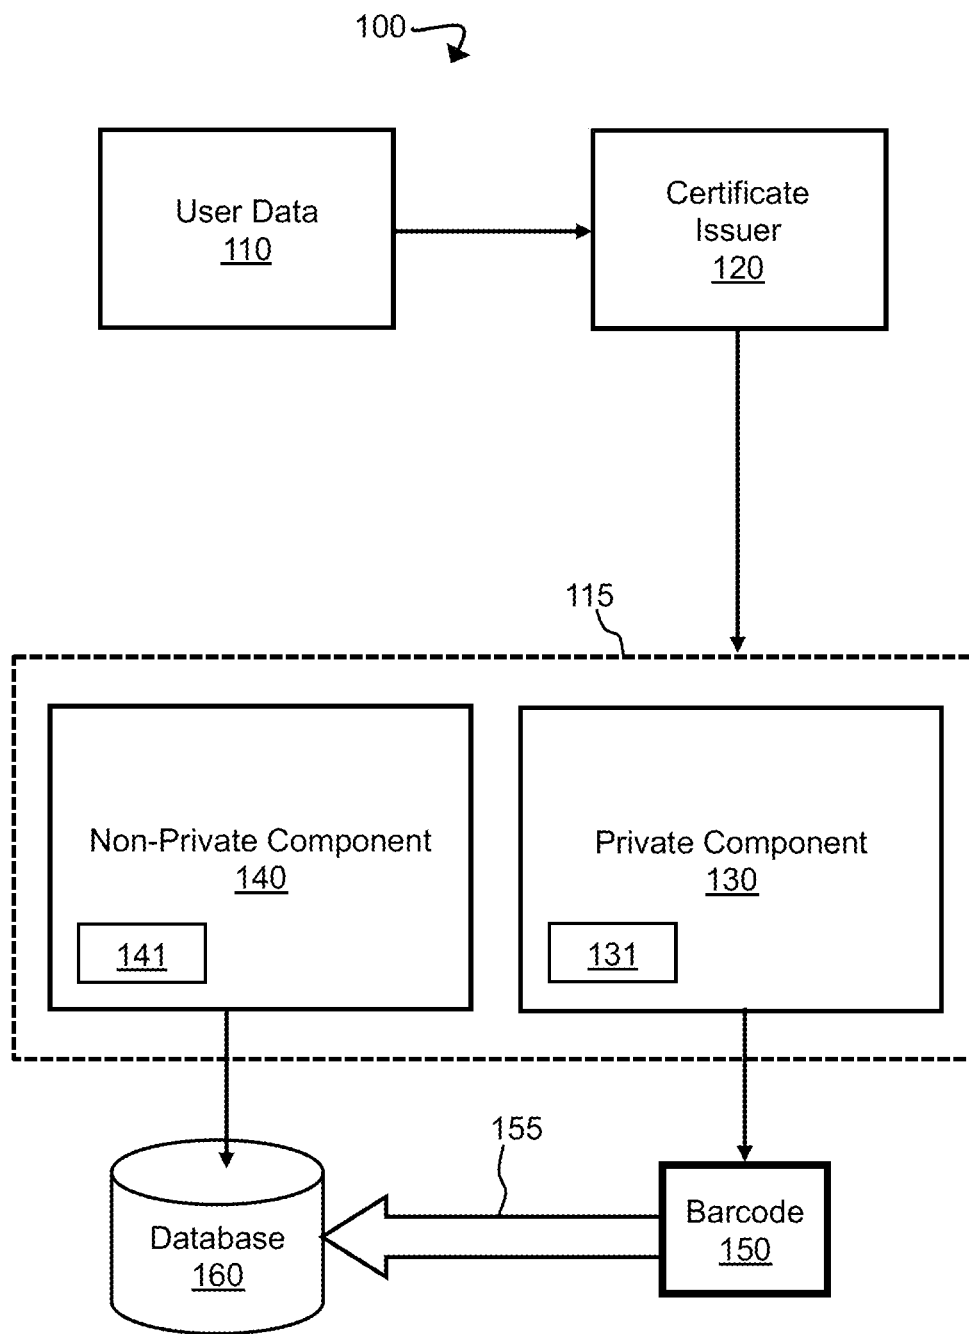 100
User Data
110
Certificate
Issuer
120
115
Non-Private Component
140
141
Private Component
130
131
155
Database
160
Barcode
150